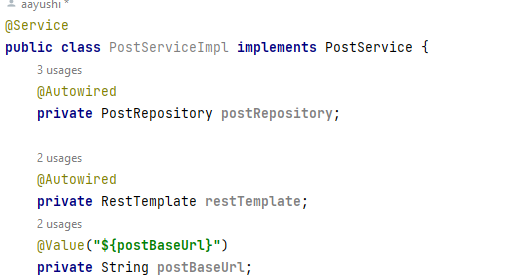 aayushi *
@Service
public class PostServiceImpl implements PostService {
3 usages
@Autowired
private PostRepository postRepository;
2 usages
@Autowired
private RestTemplate restTemplate;
2 usages
@Value("${postBaseUrl}")
private String postBaseUrl;